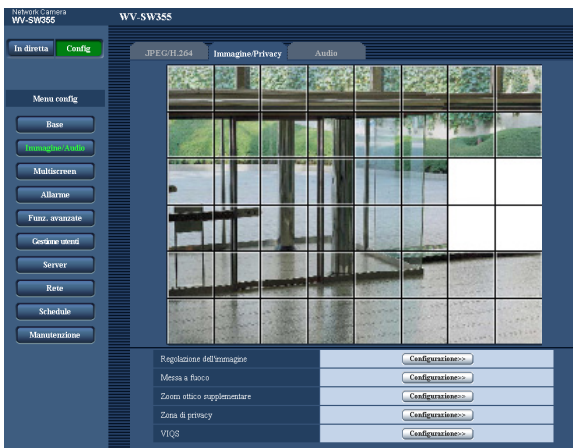 Network Camera
WV-SW355
WV-SW355
In diretta Config
JPEG/H.264 Immagine/Privacy Audio
Menu config
Base
Immagine/Audio
Multiscreen
Allarme
Funz. avanzate
Gestione utenti
Server
Rete
Schedule
Manutenzione
Regolazione dell'immagine Configurazione>>
Messa a fuoco Configurazione>>
Zoom ottico supplementare Configurazione>>
Zona di privacy Configurazione>>
VIQS Configurazione>>